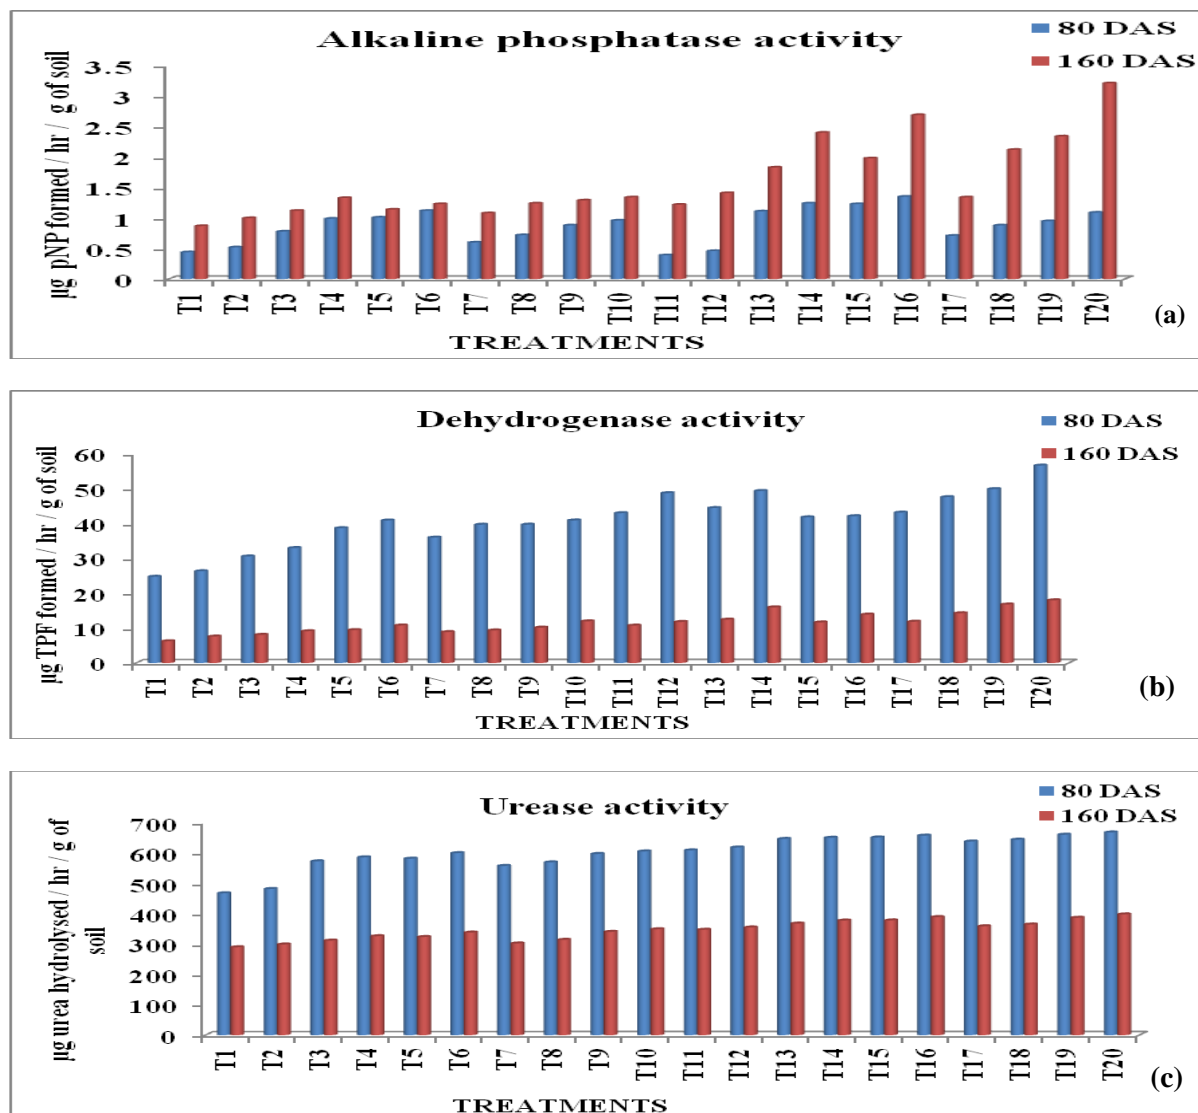 Alkaline phosphatase activity
80 DAS
160 DAS
µg pNP formed / hr / g of soil
3.5
3
2.5
2
1.5
1
0.5
0
T1 T2 T3 T4 T5 T6 T7 T8 T9 T10 T11 T12 T13 T14 T15 T16 T17 T18 T19 T20
TREATMENTS
(a)
Dehydrogenase activity
80 DAS
160 DAS
µg TPF formed / hr / g of soil
60
50
40
30
20
10
0
T1 T2 T3 T4 T5 T6 T7 T8 T9 T10 T11 T12 T13 T14 T15 T16 T17 T18 T19 T20
TREATMENTS
(b)
Urease activity
80 DAS
160 DAS
µg urea hydrolysed / hr / g of
soil
700
600
500
400
300
200
100
0
T1 T2 T3 T4 T5 T6 T7 T8 T9 T10 T11 T12 T13 T14 T15 T16 T17 T18 T19 T20
TREATMENTS
(c)